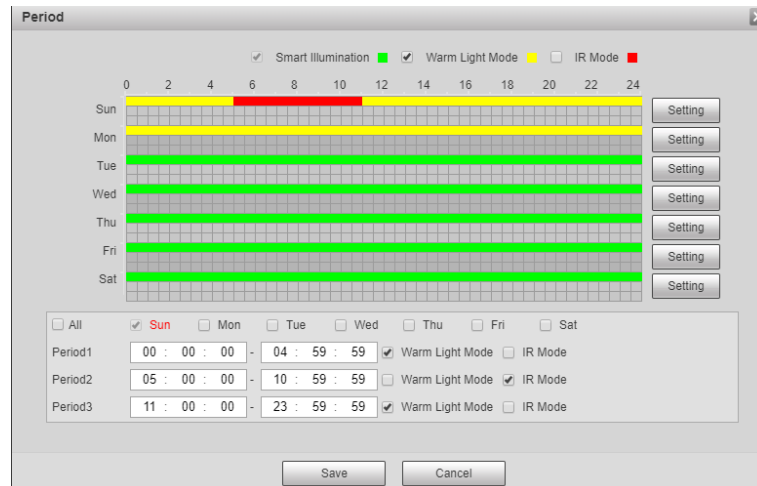 Period
Smart Illumination Warm Light Mode IR Mode
0 2 4 6 8 10 12 14 16 18 20 22 24
Sun Setting
Mon Setting
Tue Setting
Wed Setting
Thu Setting
Fri Setting
Sat Setting
All Sun Mon Tue Wed Thu Fri Sat
Period1 00 : 00 : 00 - 04 : 59 : 59 Warm Light Mode IR Mode
Period2 05 : 00 : 00 - 10 : 59 : 59 Warm Light Mode IR Mode
Period3 11 : 00 : 00 - 23 : 59 : 59 Warm Light Mode IR Mode
Save Cancel